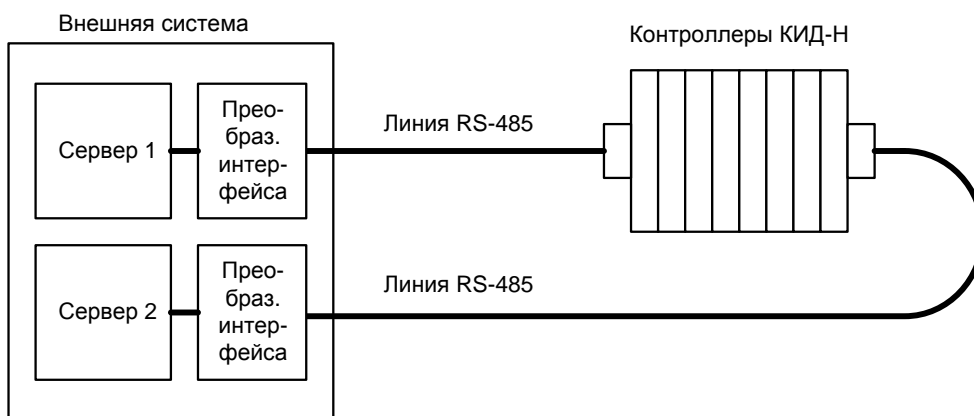 Внешняя система
Контроллеры КИД-Н
Сервер 1
Прео-
браз.
интер-
фейса
Линия RS-485
Сервер 2
Прео-
браз.
интер-
фейса
Линия RS-485